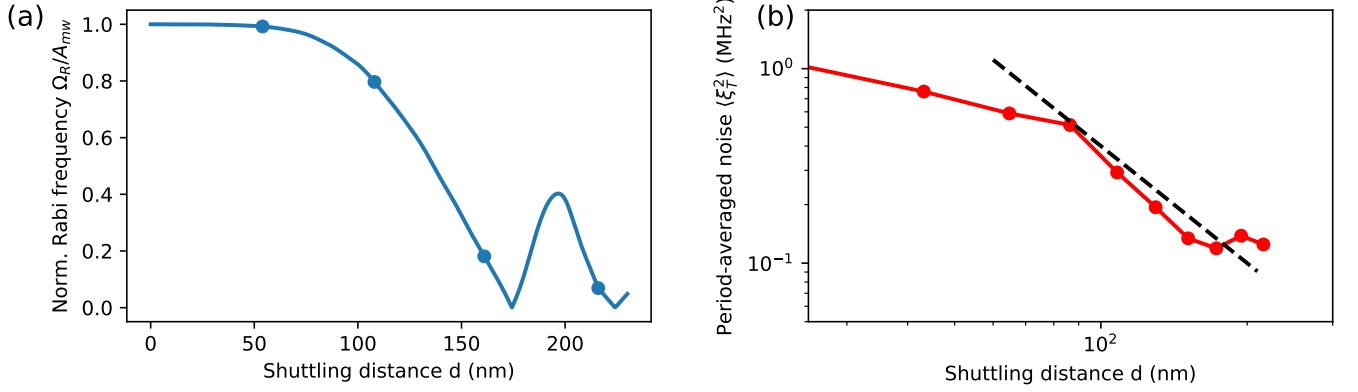 (a)
Norm. Rabi frequency Ω_R/A_mw
1.0
0.8
0.6
0.4
0.2
0.0
0 50 100 150 200
Shuttling distance d (nm)
(b)
Period-averaged noise ⟨ξ_T^2⟩ (MHz^2)
10^0
10^-1
10^2
Shuttling distance d (nm)